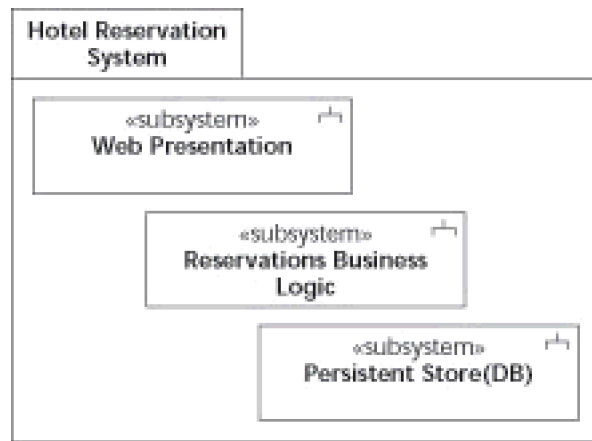 Hotel Reservation
System
«subsystem»
Web Presentation
«subsystem»
Reservations Business
Logic
«subsystem»
Persistent Store(DB)